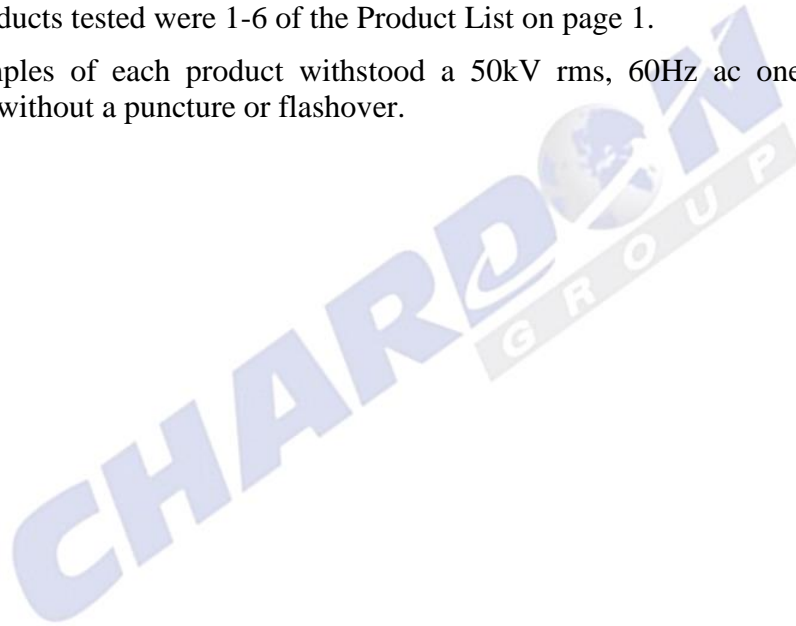 ducts tested were 1-6 of the Product List on page 1.
ples of each product withstood a 50kV rms, 60Hz ac one
without a puncture or flashover.
CHARDON
GROUP